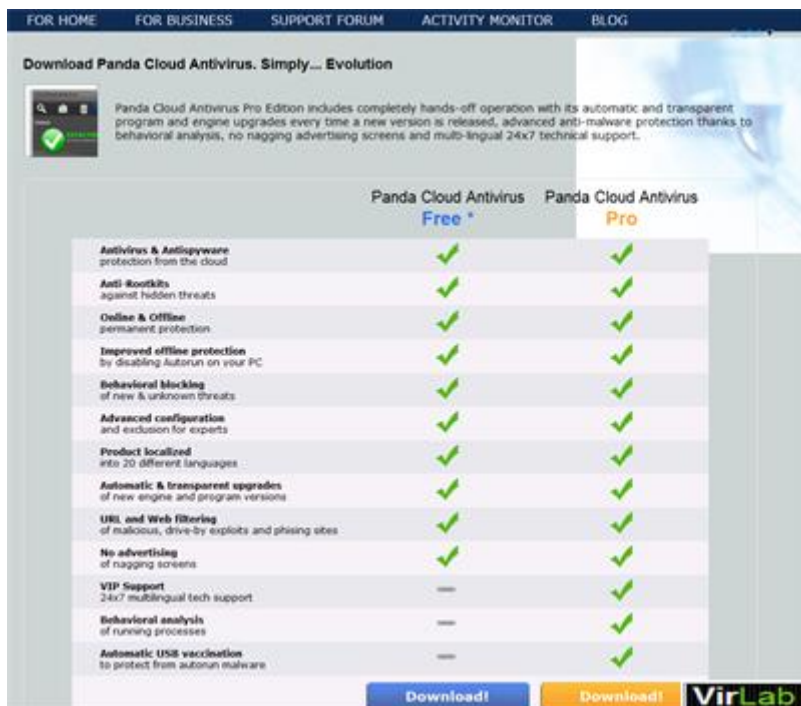 FOR HOME FOR BUSINESS SUPPORT FORUM ACTIVITY MONITOR BLOG
Download Panda Cloud Antivirus. Simply... Evolution
Panda Cloud Antivirus Pro Edition includes completely hands-off operation with its automatic and transparent
program and engine upgrades every time a new version is released, advanced anti-malware protection thanks to
behavioral analysis, no nagging advertising screens and multi-lingual 24x7 technical support.
Panda Cloud Antivirus Panda Cloud Antivirus
Free * Pro
Antivirus & Antispyware
protection from the cloud
Anti-Rootkits
against hidden threats
Online & Offline
permanent protection
Improved offline protection
by disabling Autorun on your PC
Behavioral blocking
of new & unknown threats
Advanced configuration
and exclusion for experts
Product localized
into 20 different languages
Automatic & transparent upgrades
of new engine and program versions
URL and Web filtering
of malicious, drive-by exploits and phising sites
No advertising
of nagging screens
VIP Support
24x7 multilingual tech support
Behavioral analysis
of running processes
Automatic USB vaccination
to protect from autorun malware
Download! Download! VirLab